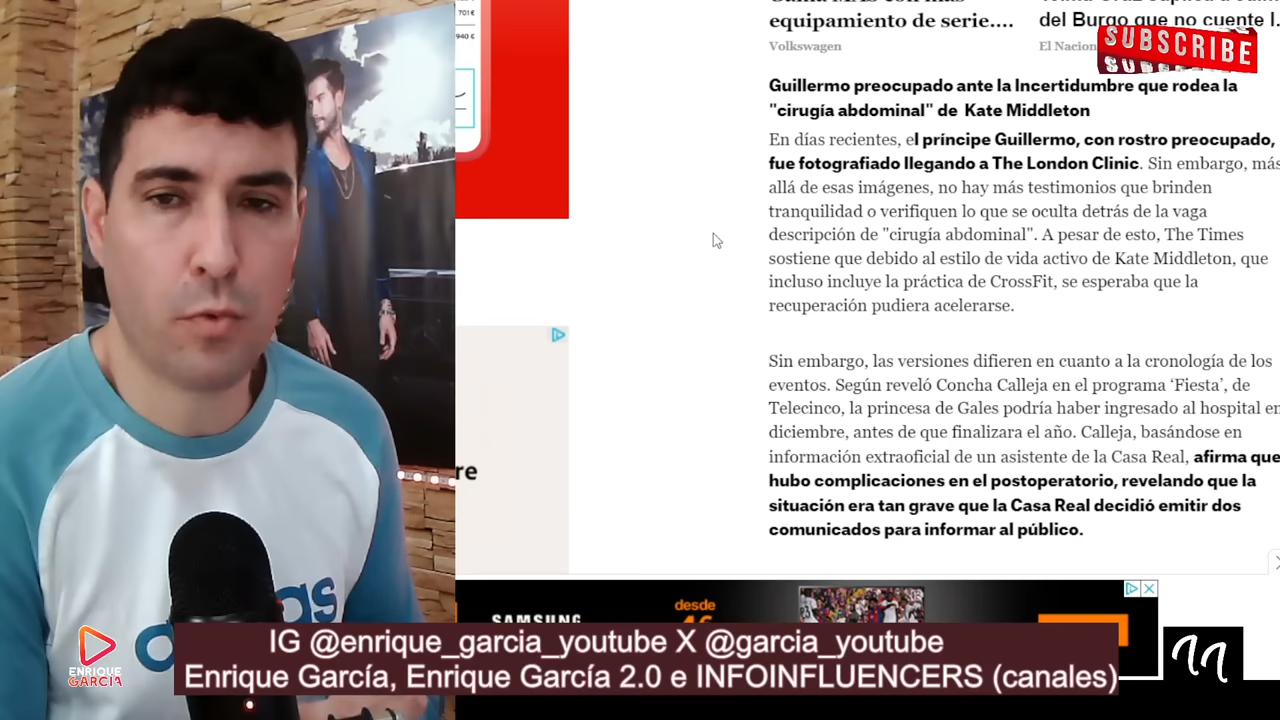 701€
940 €
equipamiento de serie....
Volkswagen
del Burgo que no cuente l.
El Nacion
SUBSCRIBE
Guillermo preocupado ante la Incertidumbre que rodea la
"cirugía abdominal" de Kate Middleton
En días recientes, el príncipe Guillermo, con rostro preocupado,
fue fotografiado llegando a The London Clinic. Sin embargo, más
allá de esas imágenes, no hay más testimonios que brinden
tranquilidad o verifiquen lo que se oculta detrás de la vaga
descripción de "cirugía abdominal". A pesar de esto, The Times
sostiene que debido al estilo de vida activo de Kate Middleton, que
incluso incluye la práctica de CrossFit, se esperaba que la
recuperación pudiera acelerarse.
Sin embargo, las versiones difieren en cuanto a la cronología de los
eventos. Según reveló Concha Calleja en el programa ‘Fiesta’, de
Telecinco, la princesa de Gales podría haber ingresado al hospital en
diciembre, antes de que finalizara el año. Calleja, basándose en
información extraoficial de un asistente de la Casa Real, afirma que
hubo complicaciones en el postoperatorio, revelando que la
situación era tan grave que la Casa Real decidió emitir dos
comunicados para informar al público.
re
SAMSUNG
desde
IG @enrique_garcia_youtube X @garcia_youtube
Enrique García, Enrique García 2.0 e INFOINFLUENCERS (canales)
ENRIQUE
GARCÍA